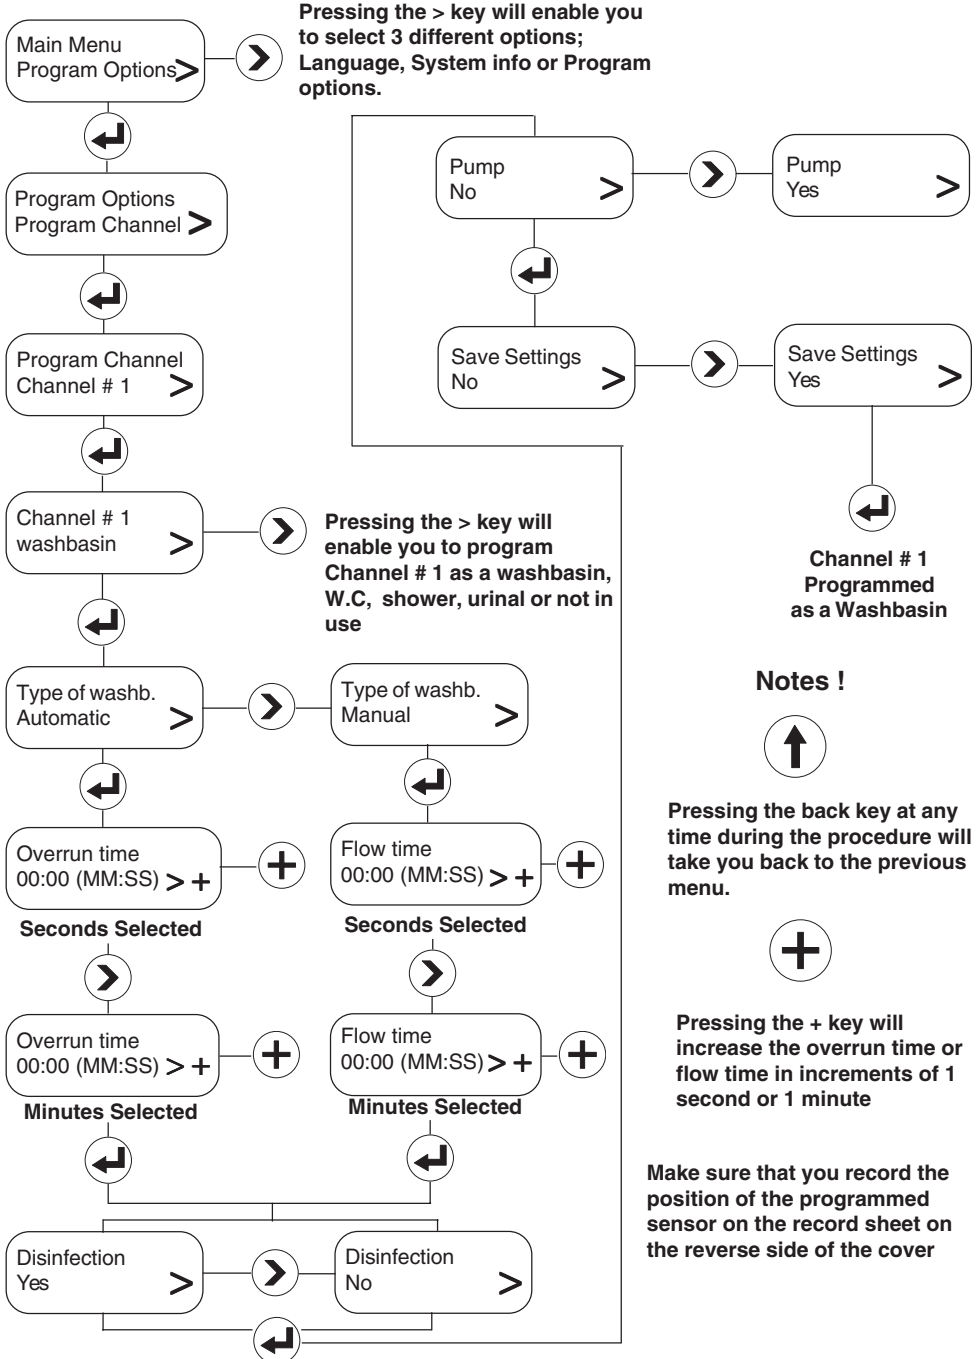 Pressing the > key will enable you
to select 3 different options;
Language, System info or Program
options.
Main Menu
Program Options >
Program Options
Program Channel >
Program Channel
Channel # 1 >
Channel # 1
washbasin >
Pressing the > key will
enable you to program
Channel # 1 as a washbasin,
W.C, shower, urinal or not in
use
Type of washb.
Automatic >
Type of washb.
Manual >
Overrun time
00:00 (MM:SS) > +
Seconds Selected
Flow time
00:00 (MM:SS) > +
Seconds Selected
Overrun time
00:00 (MM:SS) > +
Minutes Selected
Flow time
00:00 (MM:SS) > +
Minutes Selected
Disinfection
Yes >
Disinfection
No >
Pump
No >
Pump
Yes >
Save Settings
No >
Save Settings
Yes >
Channel # 1
Programmed
as a Washbasin
Notes !
Pressing the back key at any
time during the procedure will
take you back to the previous
menu.
Pressing the + key will
increase the overrun time or
flow time in increments of 1
second or 1 minute
Make sure that you record the
position of the programmed
sensor on the record sheet on
the reverse side of the cover